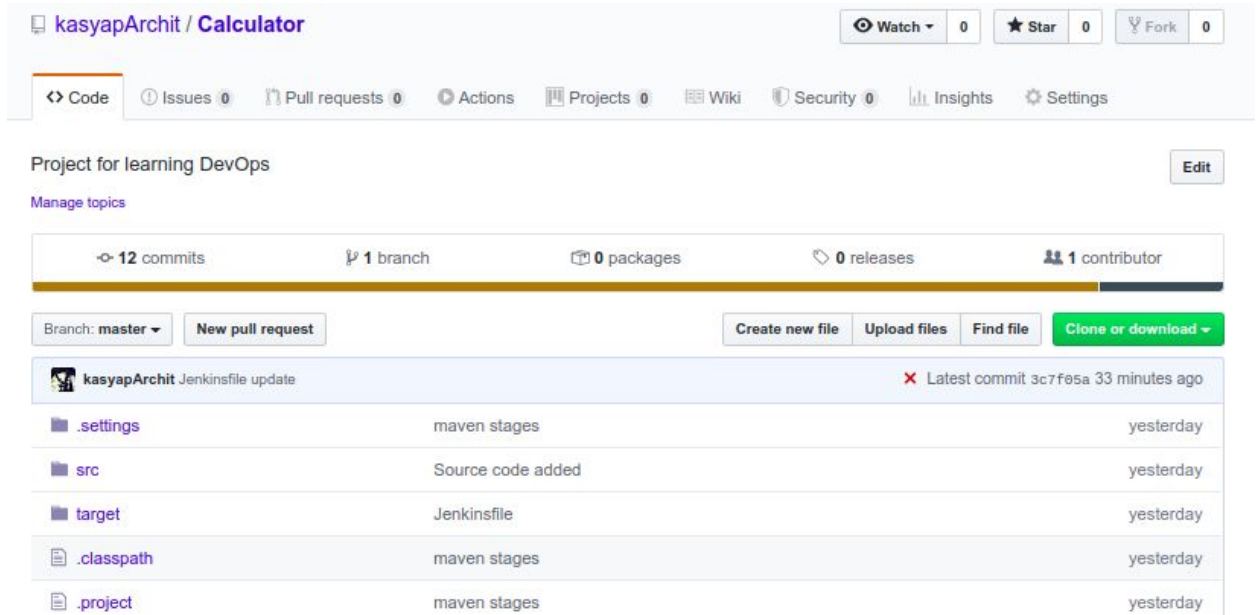 kasyapArchit / Calculator Watch 0 Star 0 Fork 0
Code Issues 0 Pull requests 0 Actions Projects 0 Wiki Security 0 Insights Settings
Project for learning DevOps Edit
Manage topics
12 commits 1 branch 0 packages 0 releases 1 contributor
Branch: master New pull request Create new file Upload files Find file Clone or download
kasyapArchit Jenkinsfile update Latest commit 3c7f05a 33 minutes ago
.settings maven stages yesterday
src Source code added yesterday
target Jenkinsfile yesterday
.classpath maven stages yesterday
.project maven stages yesterday